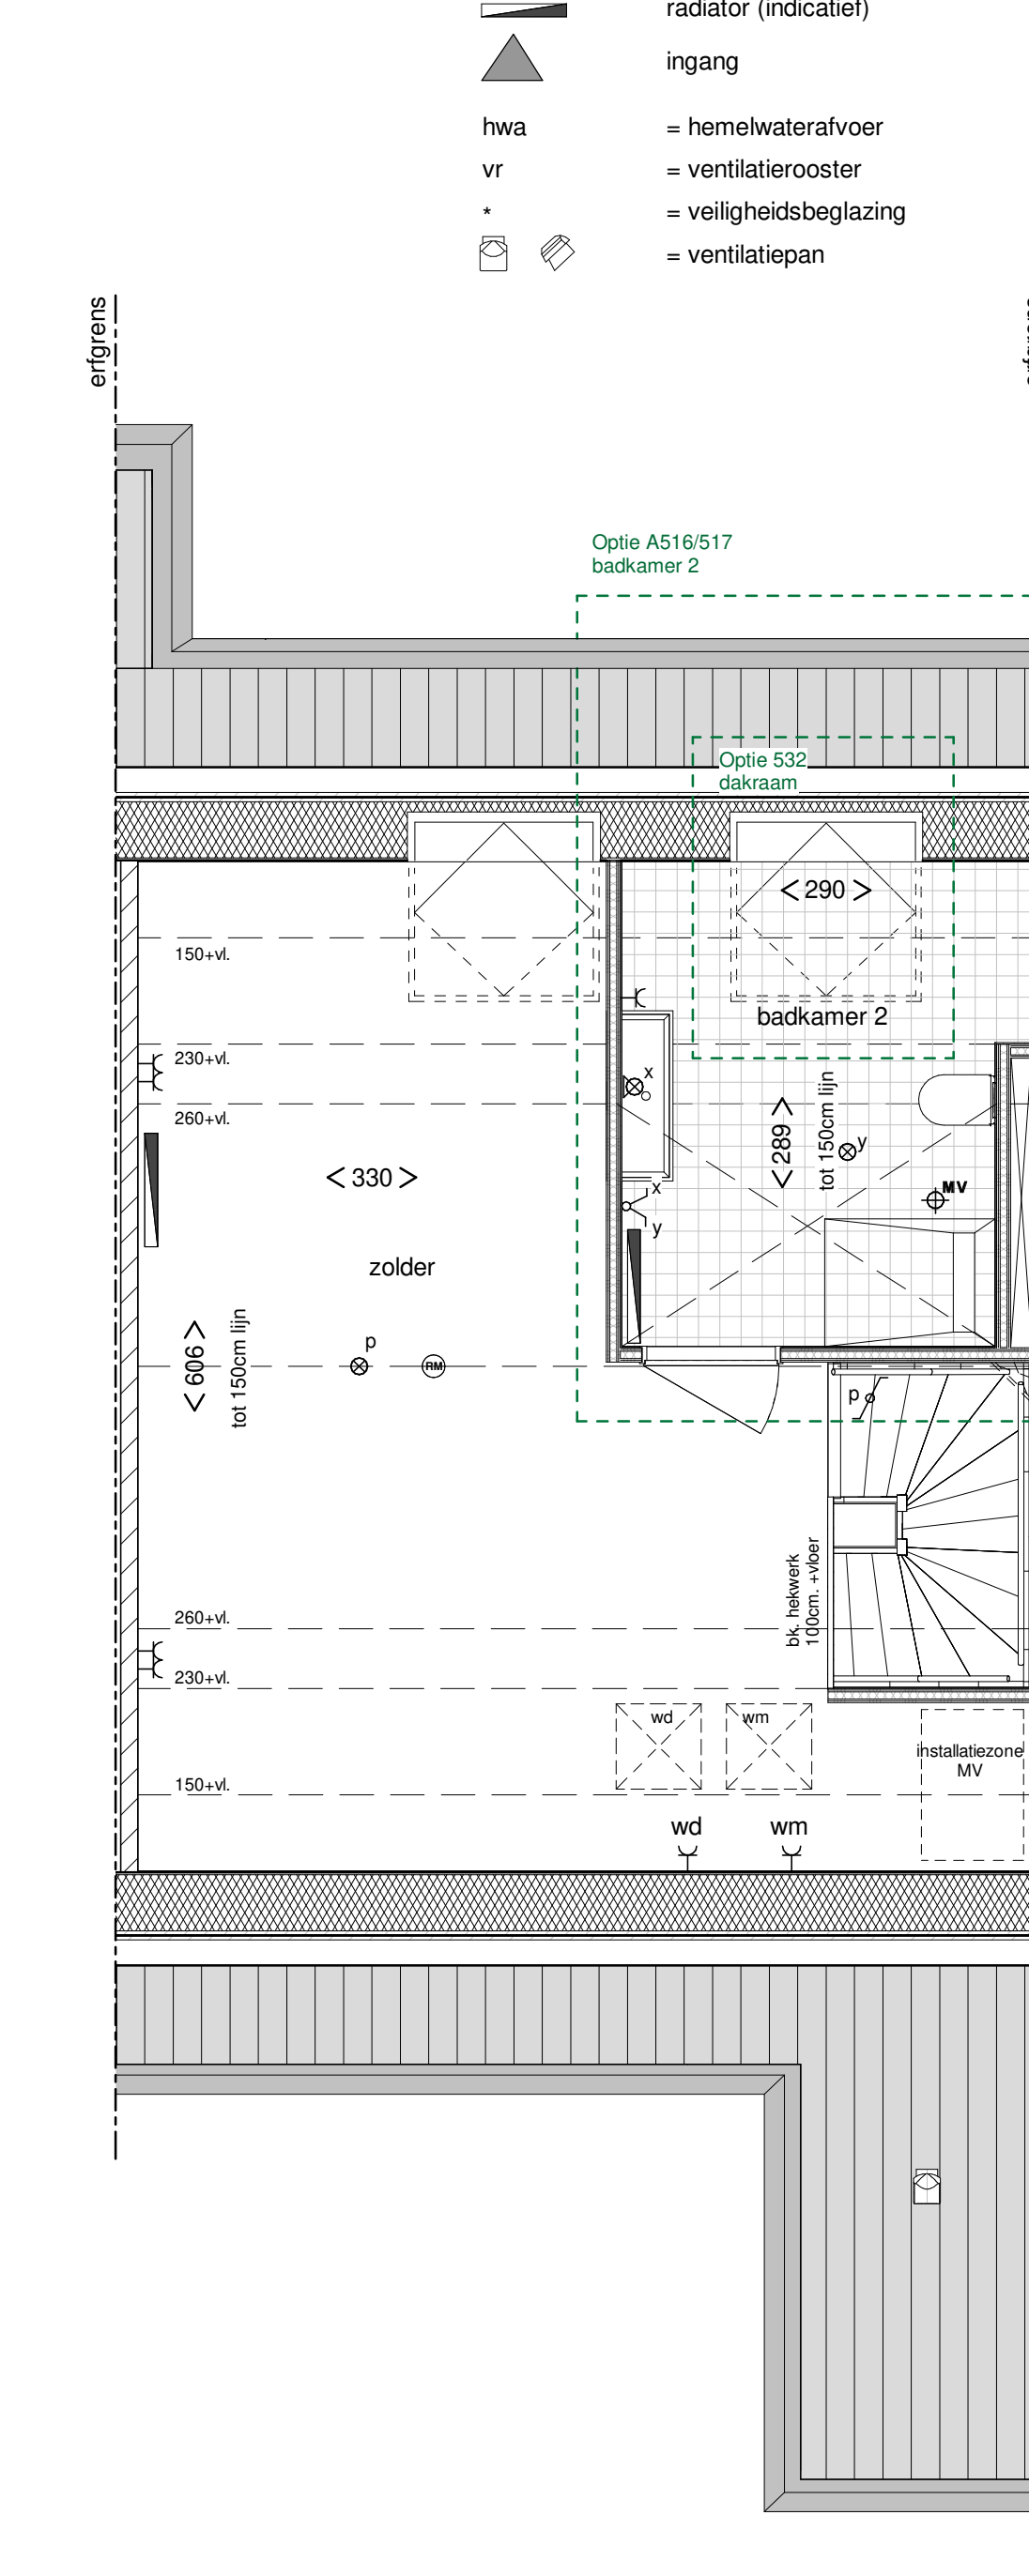 radiator (indicatief)
ingang
hwa = hemelwaterafvoer
vr = ventilatierooster
* = veiligheidsbeglazing
= ventilatiepan
erfgrens
Optie A516/517
badkamer 2
Optie 532
dakraam
< 290 >
150+vl.
badkamer 2
230+vl.
x
260+vl.
< 289 >
tot 150cm lijn
y
< 330 >
MV
x
y
zolder
< 606 >
tot 150cm lijn
p
RM
p
bk. hekwerk
100cm. +vloer
260+vl.
230+vl.
wd
wm
installatiezone
MV
150+vl.
wd
wm